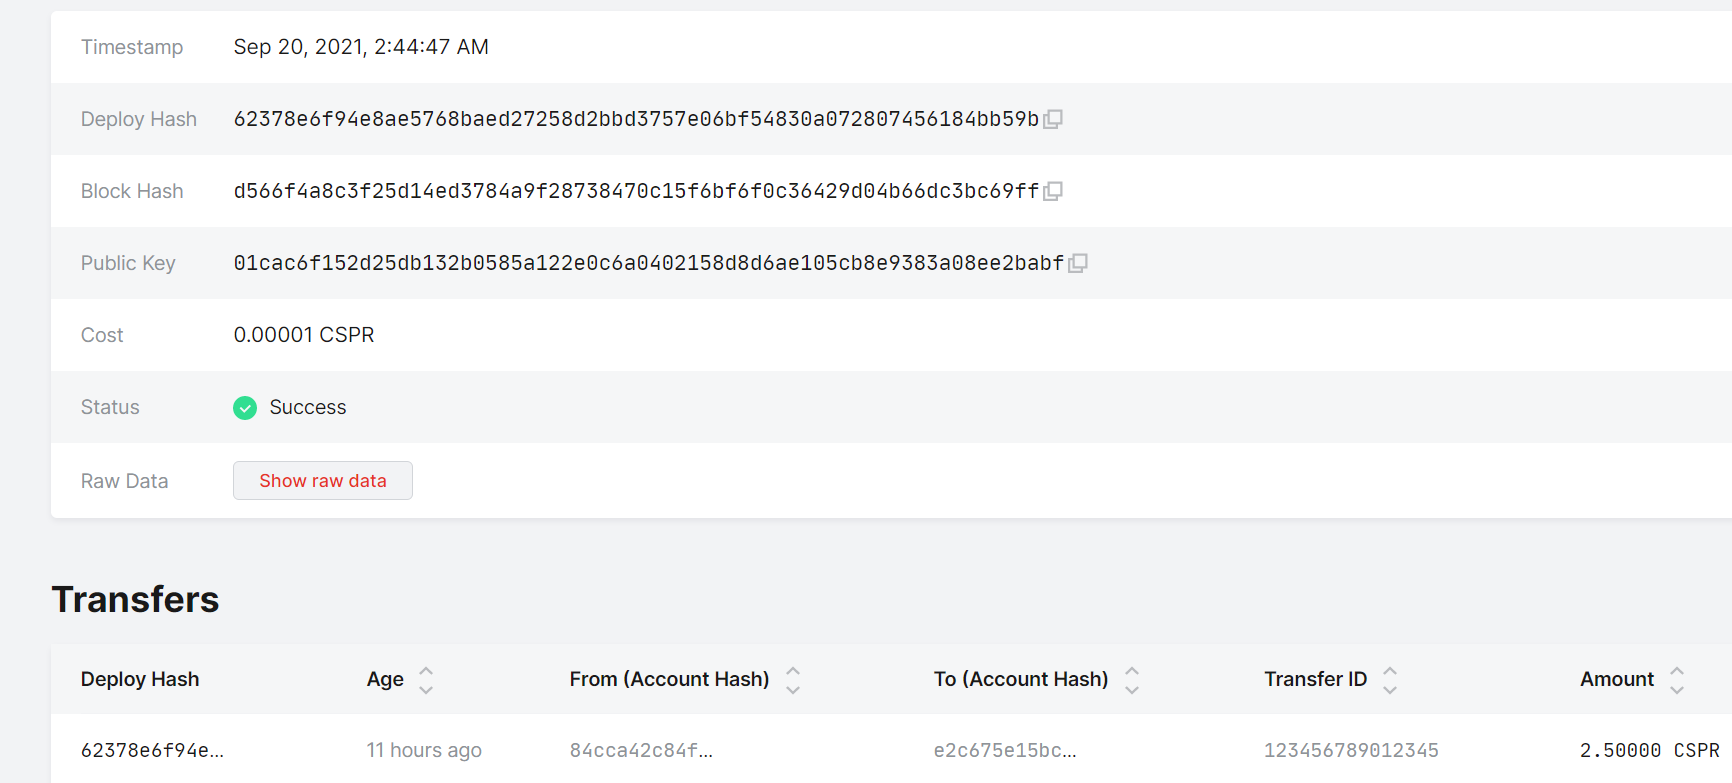 Timestamp Sep 20, 2021, 2:44:47 AM
Deploy Hash 62378e6f94e8ae5768baed27258d2bbd3757e06bf54830a072807456184bb59b
Block Hash d566f4a8c3f25d14ed3784a9f28738470c15f6bf6f0c36429d04b66dc3bc69ff
Public Key 01cac6f152d25db132b0585a122e0c6a0402158d8d6ae105cb8e9383a08ee2babf
Cost 0.00001 CSPR
Status Success
Raw Data Show raw data
Transfers
Deploy Hash Age From (Account Hash) To (Account Hash) Transfer ID Amount
62378e6f94e... 11 hours ago 84cca42c84f... e2c675e15bc... 123456789012345 2.50000 CSPR